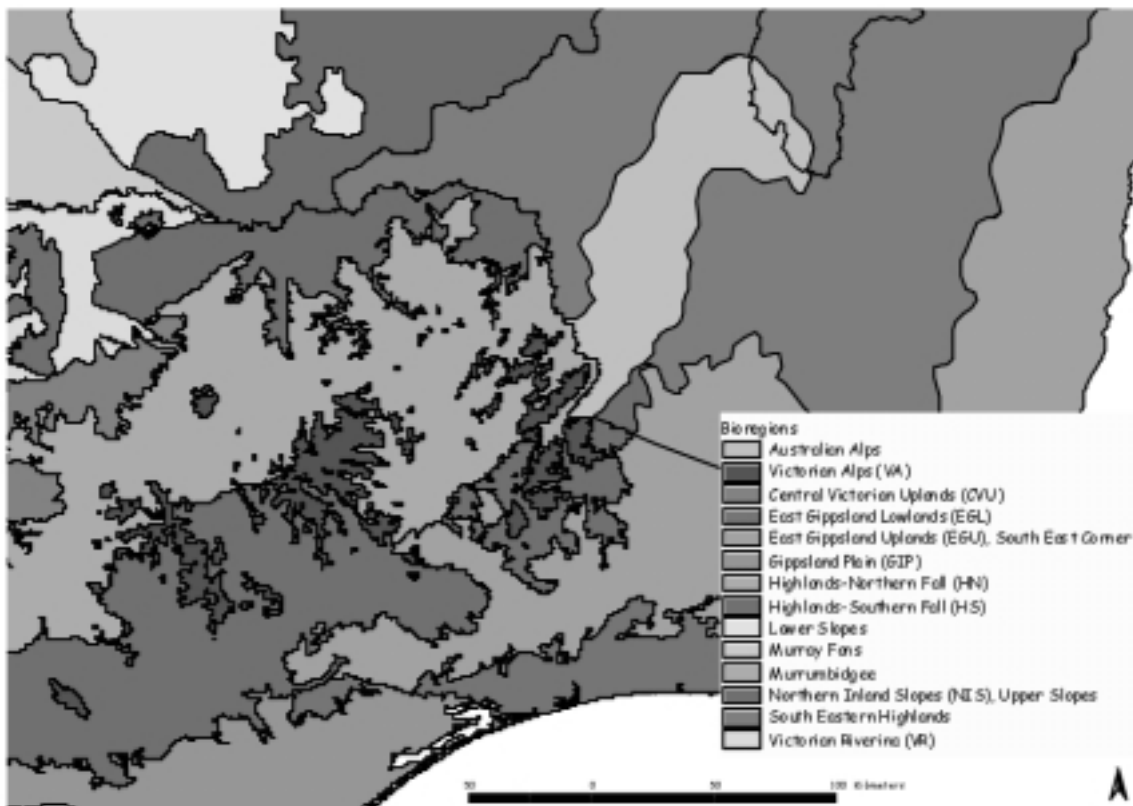 Bioregions
Australian Alps
Victorian Alps (VA)
Central Victorian Uplands (CVU)
East Gippsland Lowlands (EGL)
East Gippsland Uplands (EGU), South East Corner
Gippsland Plain (GIP)
Highlands-Northern Fall (HN)
Highlands-Southern Fall (HS)
Lower Slopes
Murray Fans
Murrumbidgee
Northern Inland Slopes (NIS), Upper Slopes
South Eastern Highlands
Victorian Riverina (VR)
50 0 50 100 Kilometers